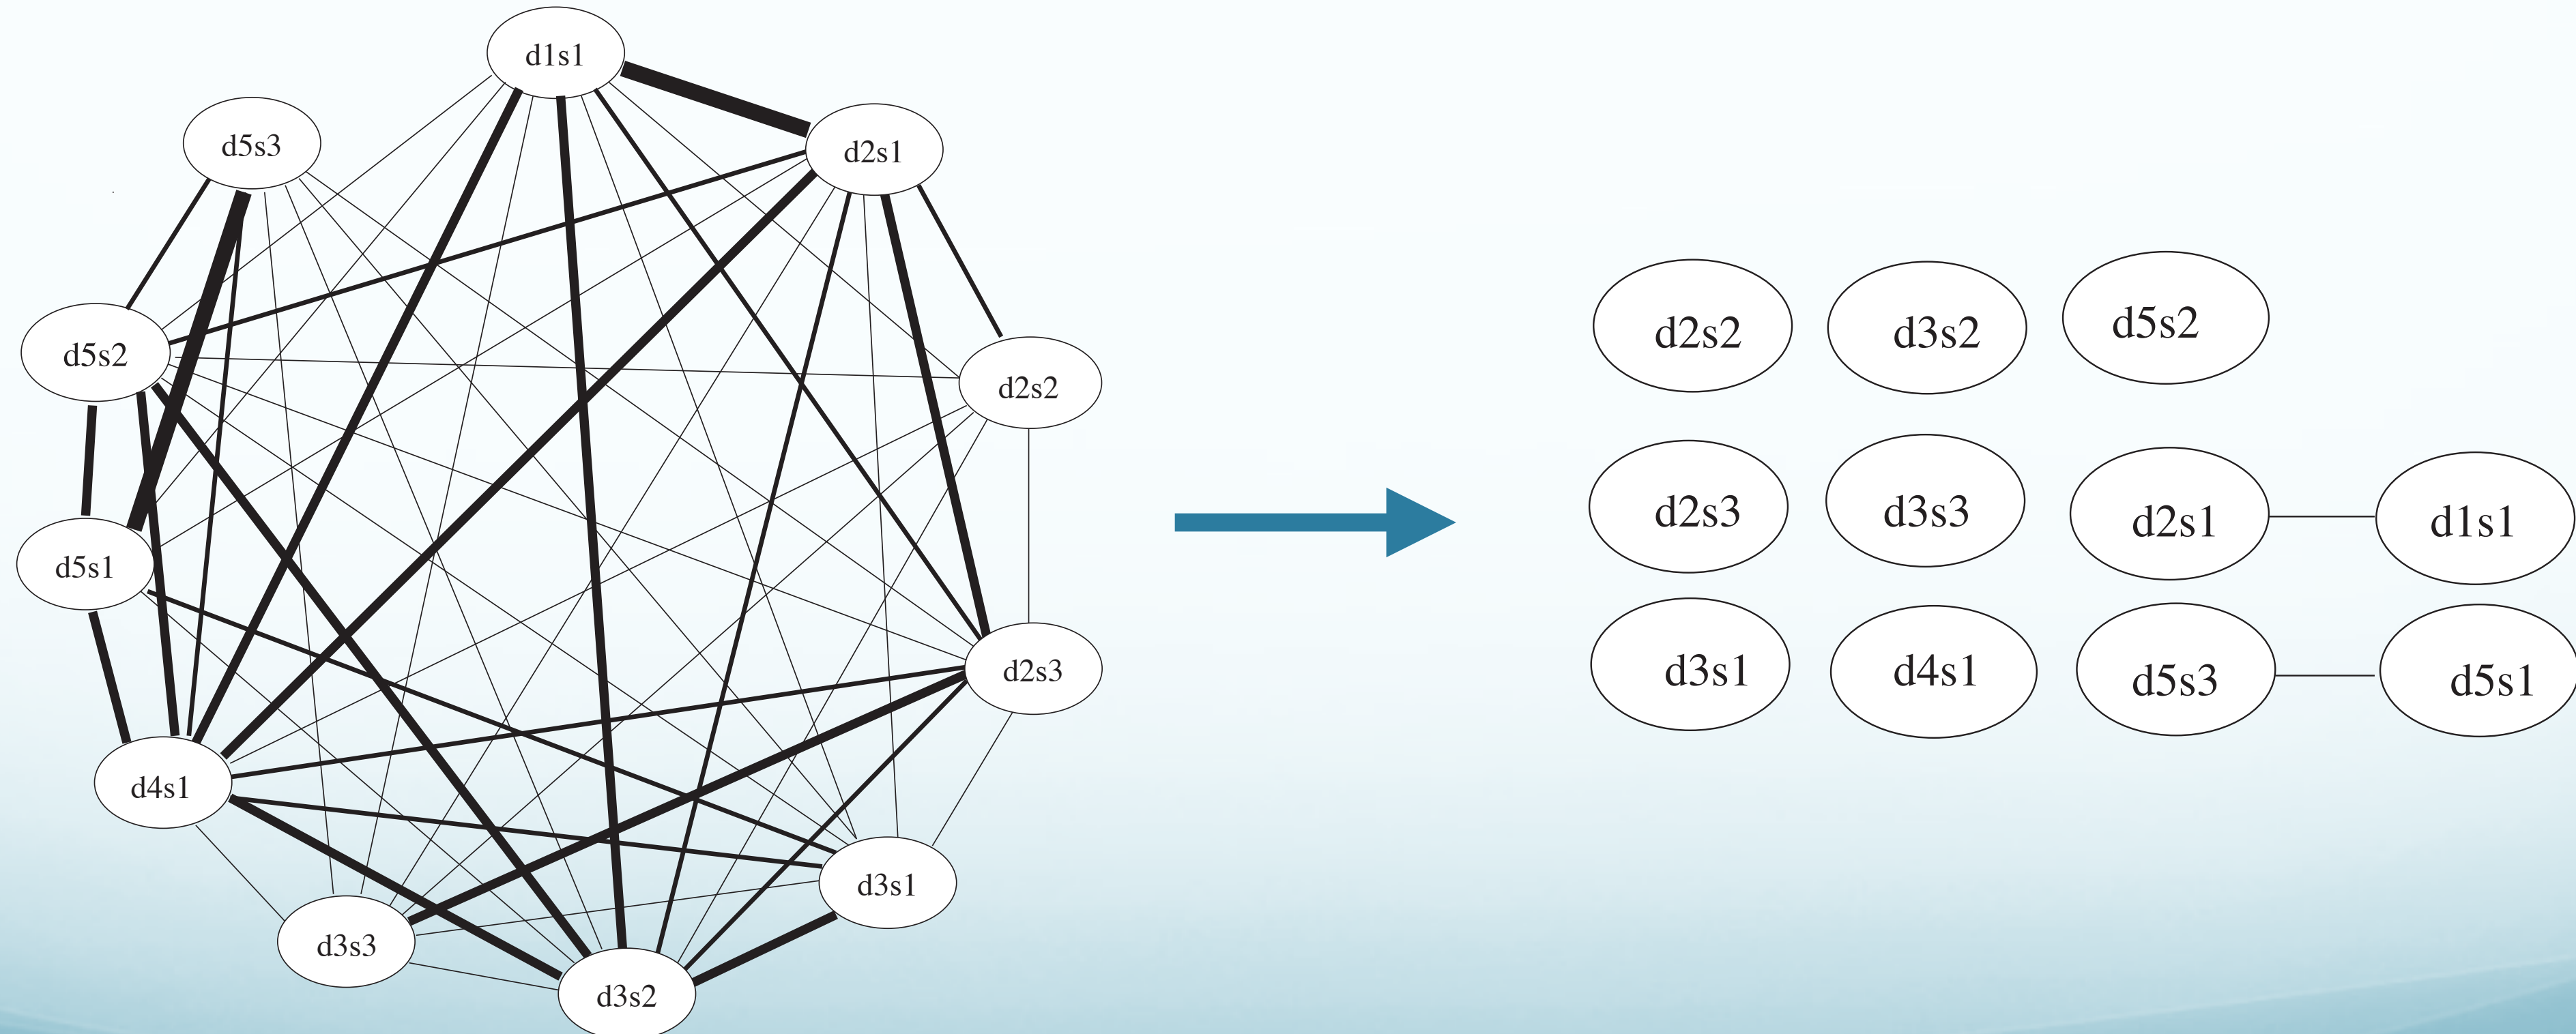 d1s1
d5s3
d2s1
d5s2
d2s2
d5s1
d2s3
d4s1
d3s1
d3s3
d3s2
d2s2 d3s2 d5s2
d2s3 d3s3 d2s1 d1s1
d3s1 d4s1 d5s3 d5s1